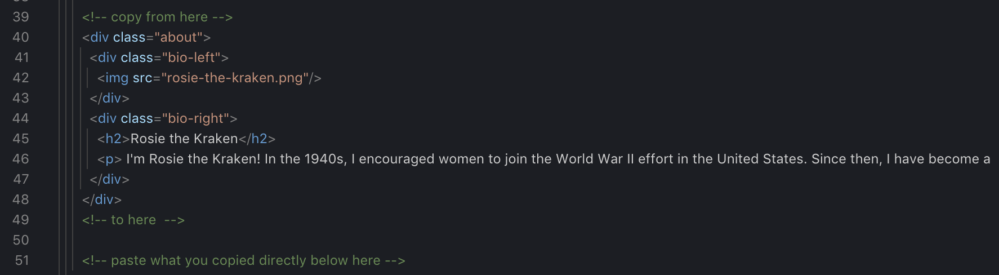 39 <!-- copy from here -->
40 <div class="about">
41 <div class="bio-left">
42 <img src="rosie-the-kraken.png"/>
43 </div>
44 <div class="bio-right">
45 <h2>Rosie the Kraken</h2>
46 <p> I'm Rosie the Kraken! In the 1940s, I encouraged women to join the World War II effort in the United States. Since then, I have become a
47 </div>
48 </div>
49 <!-- to here  -->
50
51 <!-- paste what you copied directly below here -->